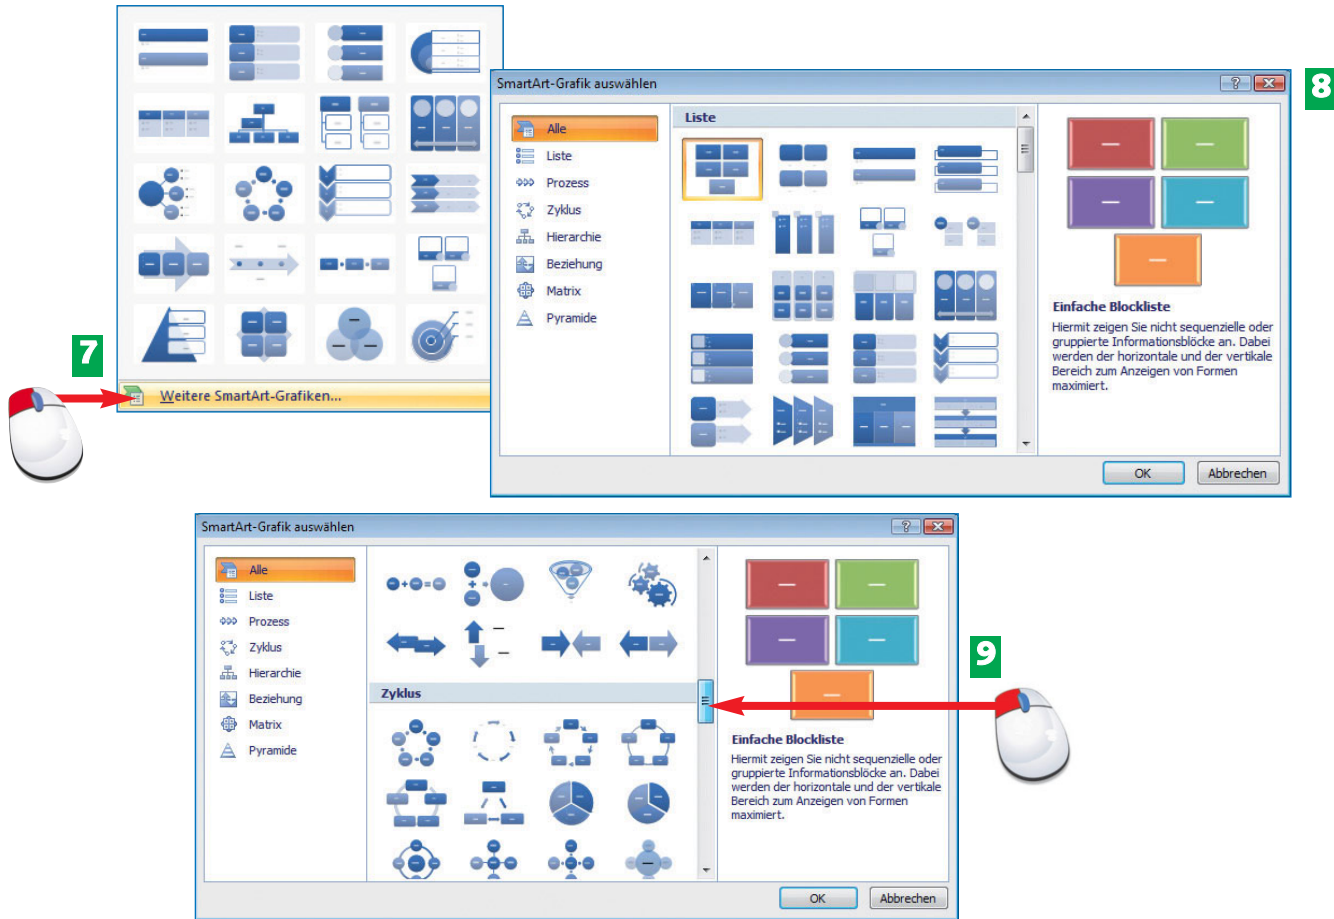 7
Weitere SmartArt-Grafiken...
8
SmartArt-Grafik auswählen
Alle
Liste
Prozess
Zyklus
Hierarchie
Beziehung
Matrix
Pyramide
Liste
Einfache Blockliste
Hiermit zeigen Sie nicht sequenzielle oder
gruppierte Informationsblöcke an. Dabei
werden der horizontale und der vertikale
Bereich zum Anzeigen von Formen
maximiert.
OK
Abbrechen
9
SmartArt-Grafik auswählen
Alle
Liste
Prozess
Zyklus
Hierarchie
Beziehung
Matrix
Pyramide
Zyklus
Einfache Blockliste
Hiermit zeigen Sie nicht sequenzielle oder
gruppierte Informationsblöcke an. Dabei
werden der horizontale und der vertikale
Bereich zum Anzeigen von Formen
maximiert.
OK
Abbrechen